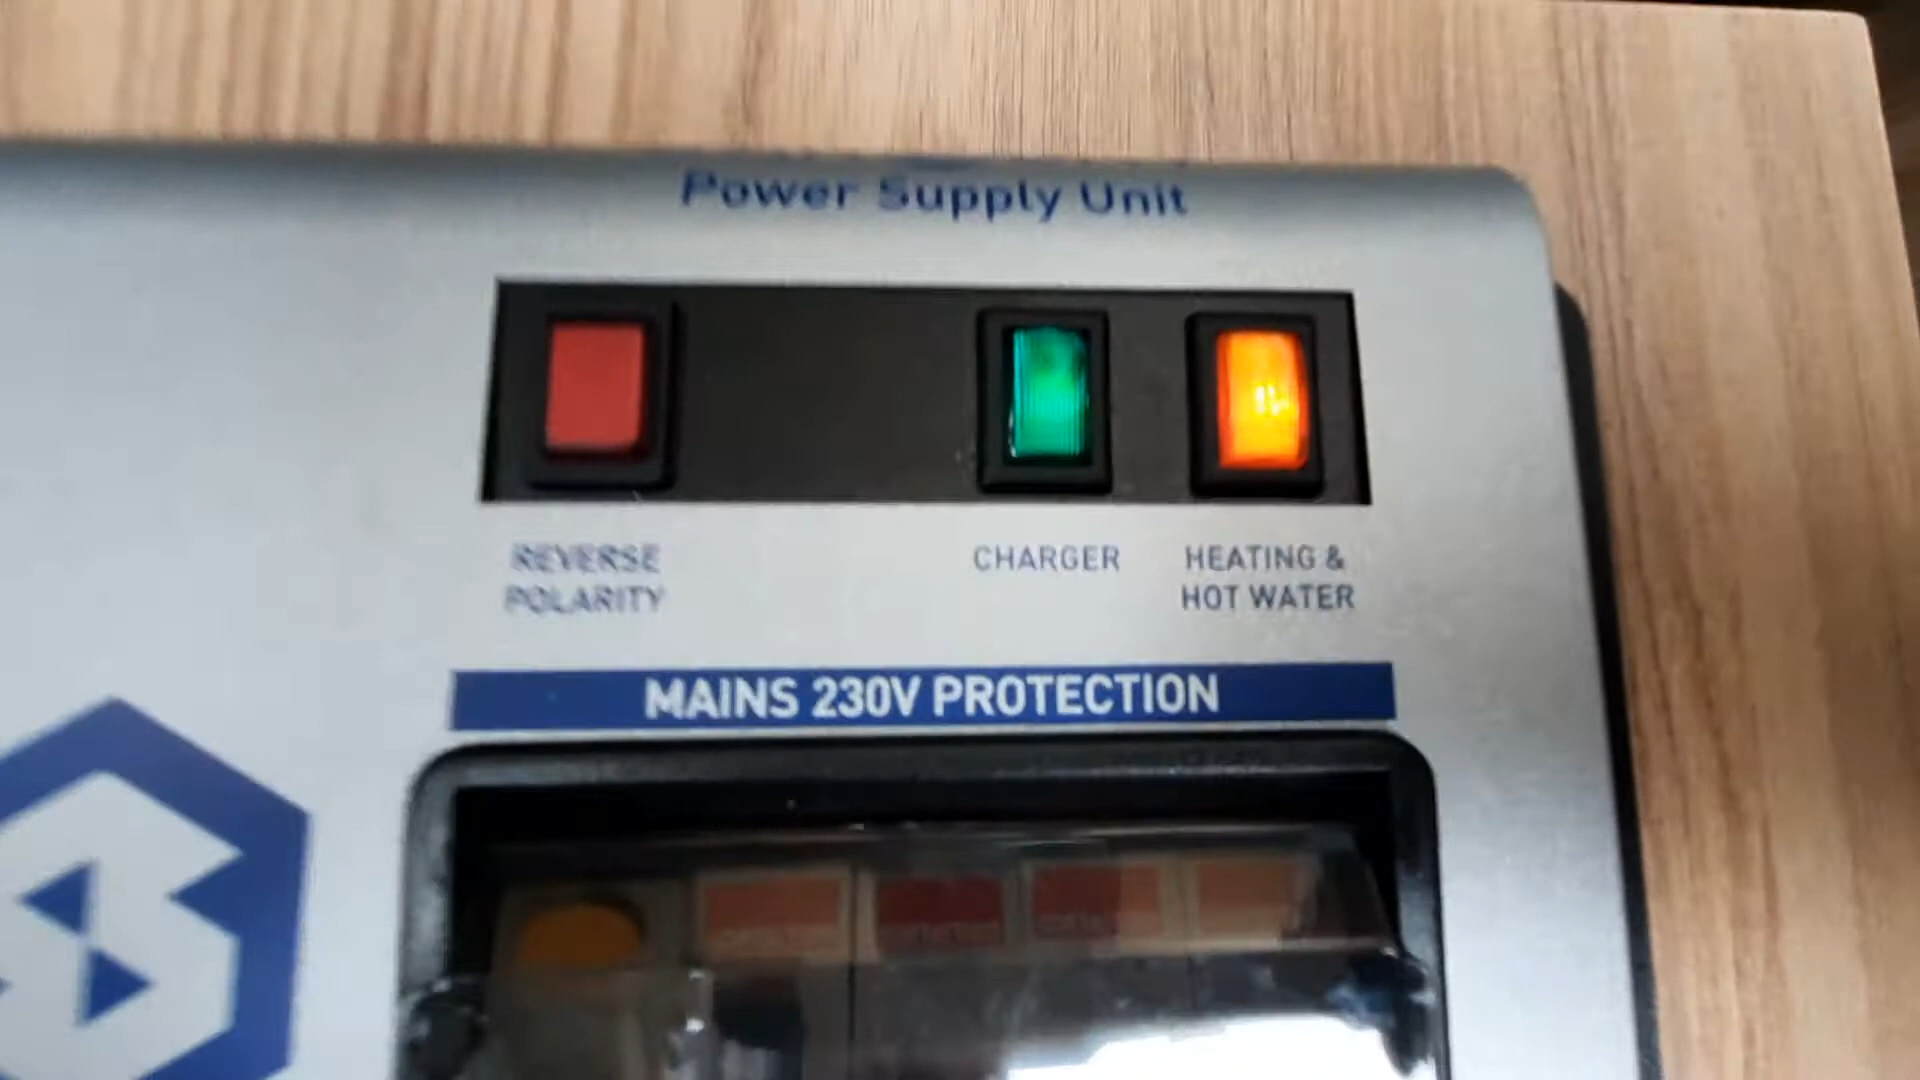 Power Supply Unit
REVERSE
POLARITY
CHARGER
HEATING &
HOT WATER
MAINS 230V PROTECTION